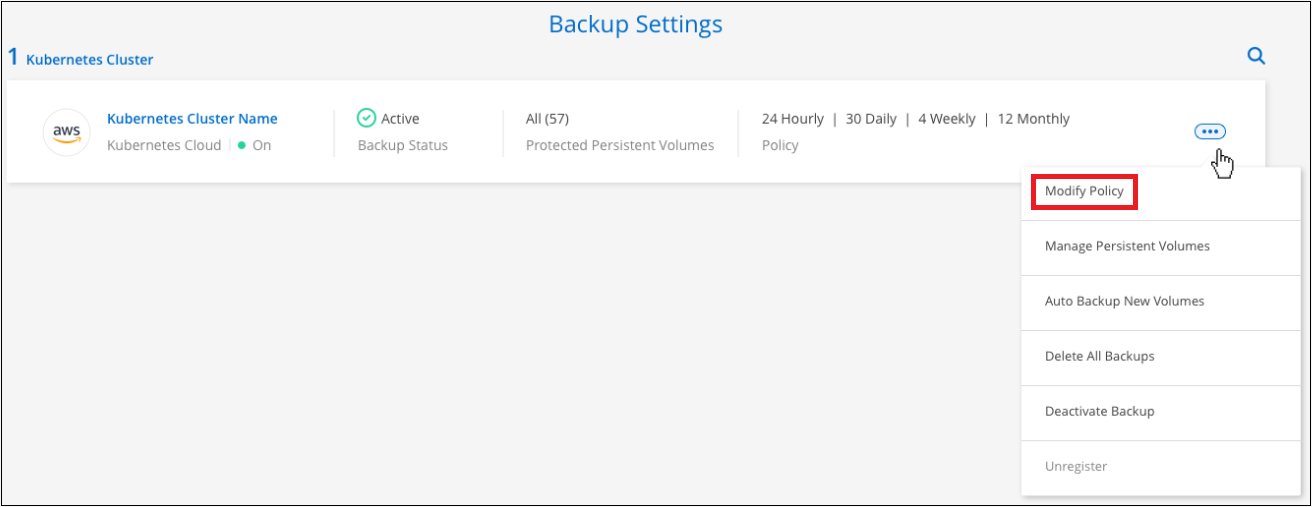 Backup Settings
1 Kubernetes Cluster
aws
Kubernetes Cluster Name
Kubernetes Cloud | On
Active
Backup Status
All (57)
Protected Persistent Volumes
24 Hourly | 30 Daily | 4 Weekly | 12 Monthly
Policy
Modify Policy
Manage Persistent Volumes
Auto Backup New Volumes
Delete All Backups
Deactivate Backup
Unregister